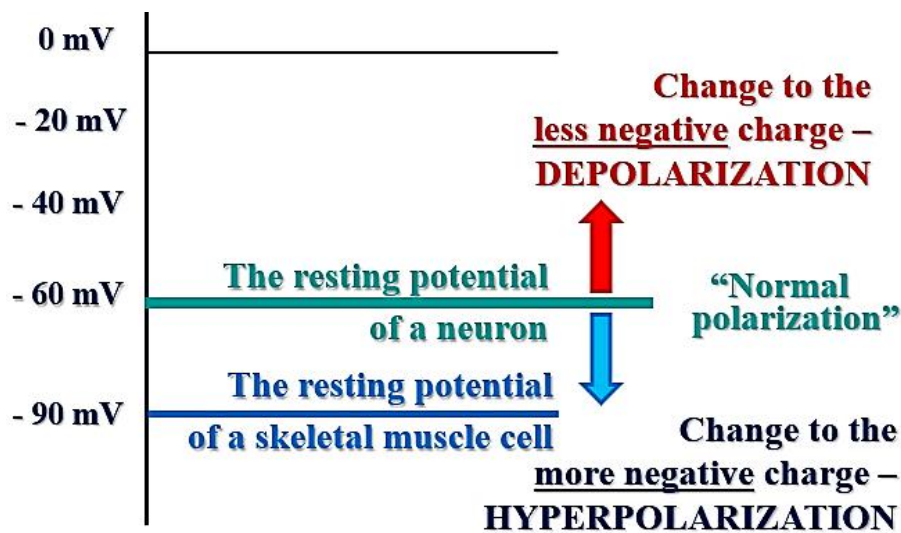 0 mV
- 20 mV
- 40 mV
- 60 mV
- 90 mV
Change to the
less negative charge –
DEPOLARIZATION
The resting potential
of a neuron
“Normal
polarization”
The resting potential
of a skeletal muscle cell
Change to the
more negative charge –
HYPERPOLARIZATION